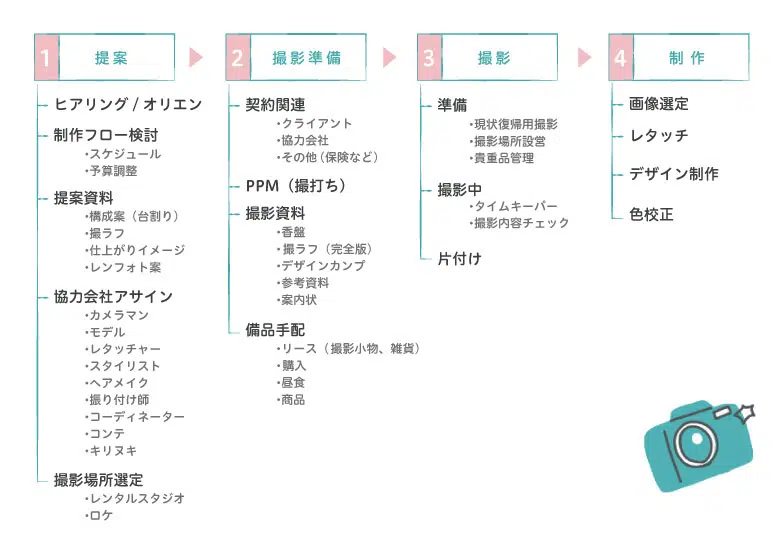 1 提案
ヒアリング / オリエン
制作フロー検討
・スケジュール
・予算調整
提案資料
・構成案（台割り）
・撮ラフ
・仕上がりイメージ
・レンフォト案
協力会社アサイン
・カメラマン
・モデル
・レタッチャー
・スタイリスト
・ヘアメイク
・振り付け師
・コーディネーター
・コンテ
・キリヌキ
撮影場所選定
・レンタルスタジオ
・ロケ
2 撮影準備
契約関連
・クライアント
・協力会社
・その他（保険など）
PPM（撮打ち）
撮影資料
・香盤
・撮ラフ（完全版）
・デザインカンプ
・参考資料
・案内状
備品手配
・リース（撮影小物、雑貨）
・購入
・昼食
・商品
3 撮影
準備
・現状復帰用撮影
・撮影場所設営
・貴重品管理
撮影中
・タイムキーパー
・撮影内容チェック
片付け
4 制作
画像選定
レタッチ
デザイン制作
色校正